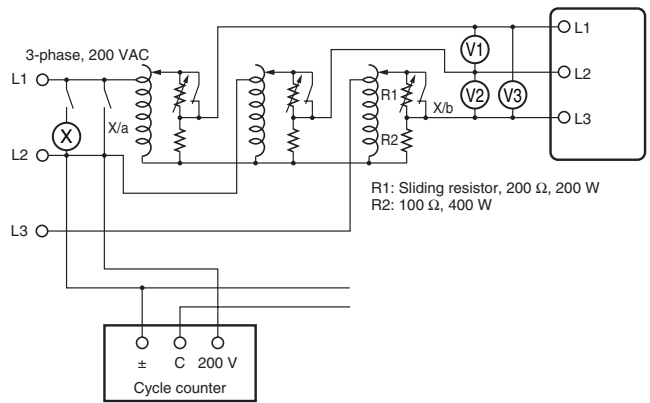 3-phase, 200 VAC
L1
L2
L3
X
X/a
R1
R2
X/b
V1
V2
V3
L1
L2
L3
R1: Sliding resistor, 200 Ω, 200 W
R2: 100 Ω, 400 W
± C 200 V
Cycle counter